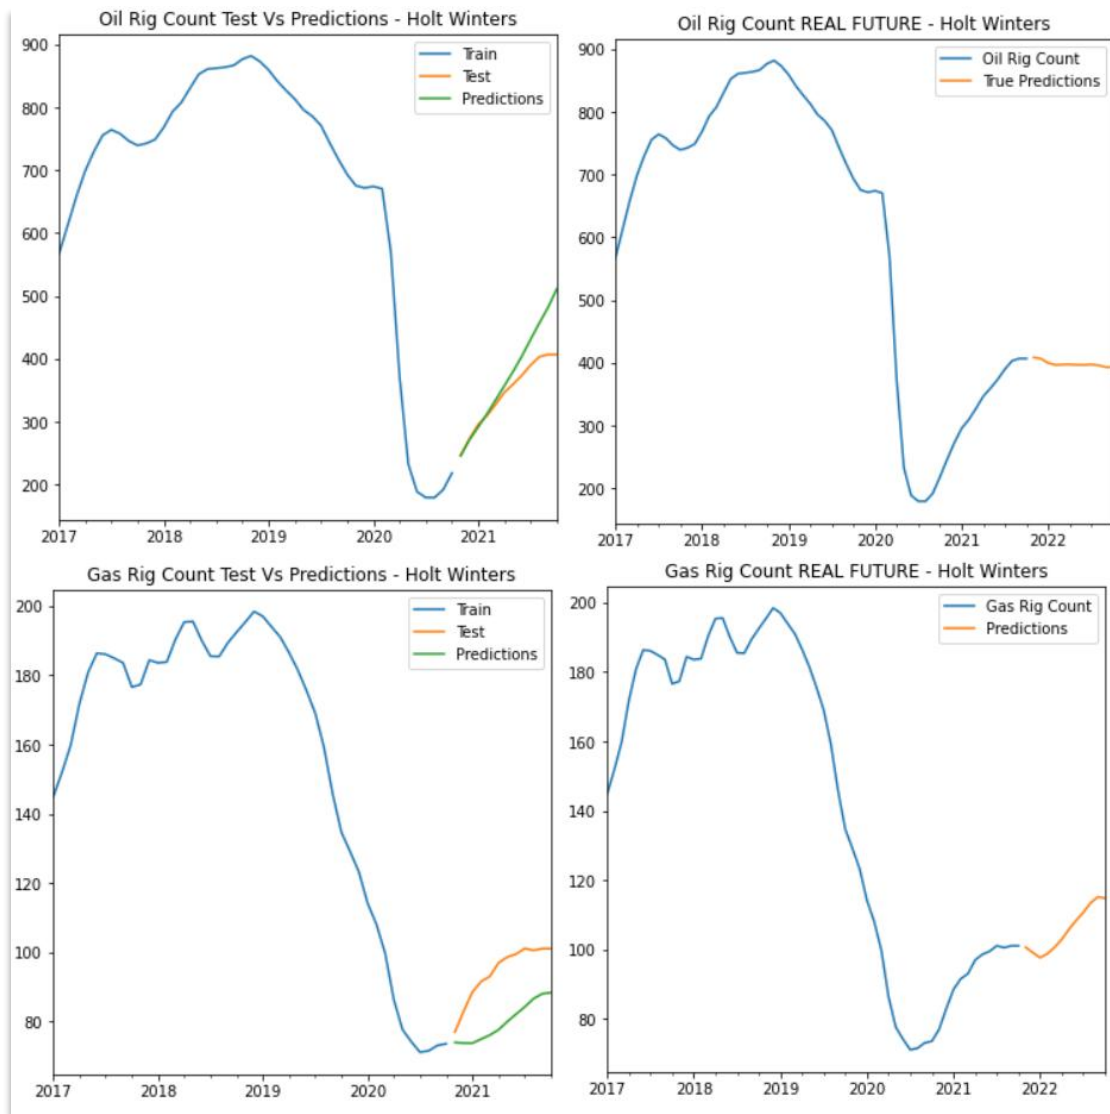 Oil Rig Count Test Vs Predictions - Holt Winters
900
800
700
600
500
400
300
200
2017 2018 2019 2020 2021
Train
Test
Predictions
Oil Rig Count REAL FUTURE - Holt Winters
900
800
700
600
500
400
300
200
2017 2018 2019 2020 2021 2022
Oil Rig Count
True Predictions
Gas Rig Count Test Vs Predictions - Holt Winters
200
180
160
140
120
100
80
2017 2018 2019 2020 2021
Train
Test
Predictions
Gas Rig Count REAL FUTURE - Holt Winters
200
180
160
140
120
100
80
2017 2018 2019 2020 2021 2022
Gas Rig Count
Predictions